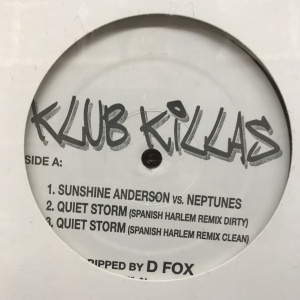 KLUB KILLAS
SIDE A:
1. SUNSHINE ANDERSON VS. NEPTUNES
2. QUIET STORM (SPANISH HARLEM REMIX DIRTY)
3. QUIET STORM (SPANISH HARLEM REMIX CLEAN)
RIPPED BY D FOX